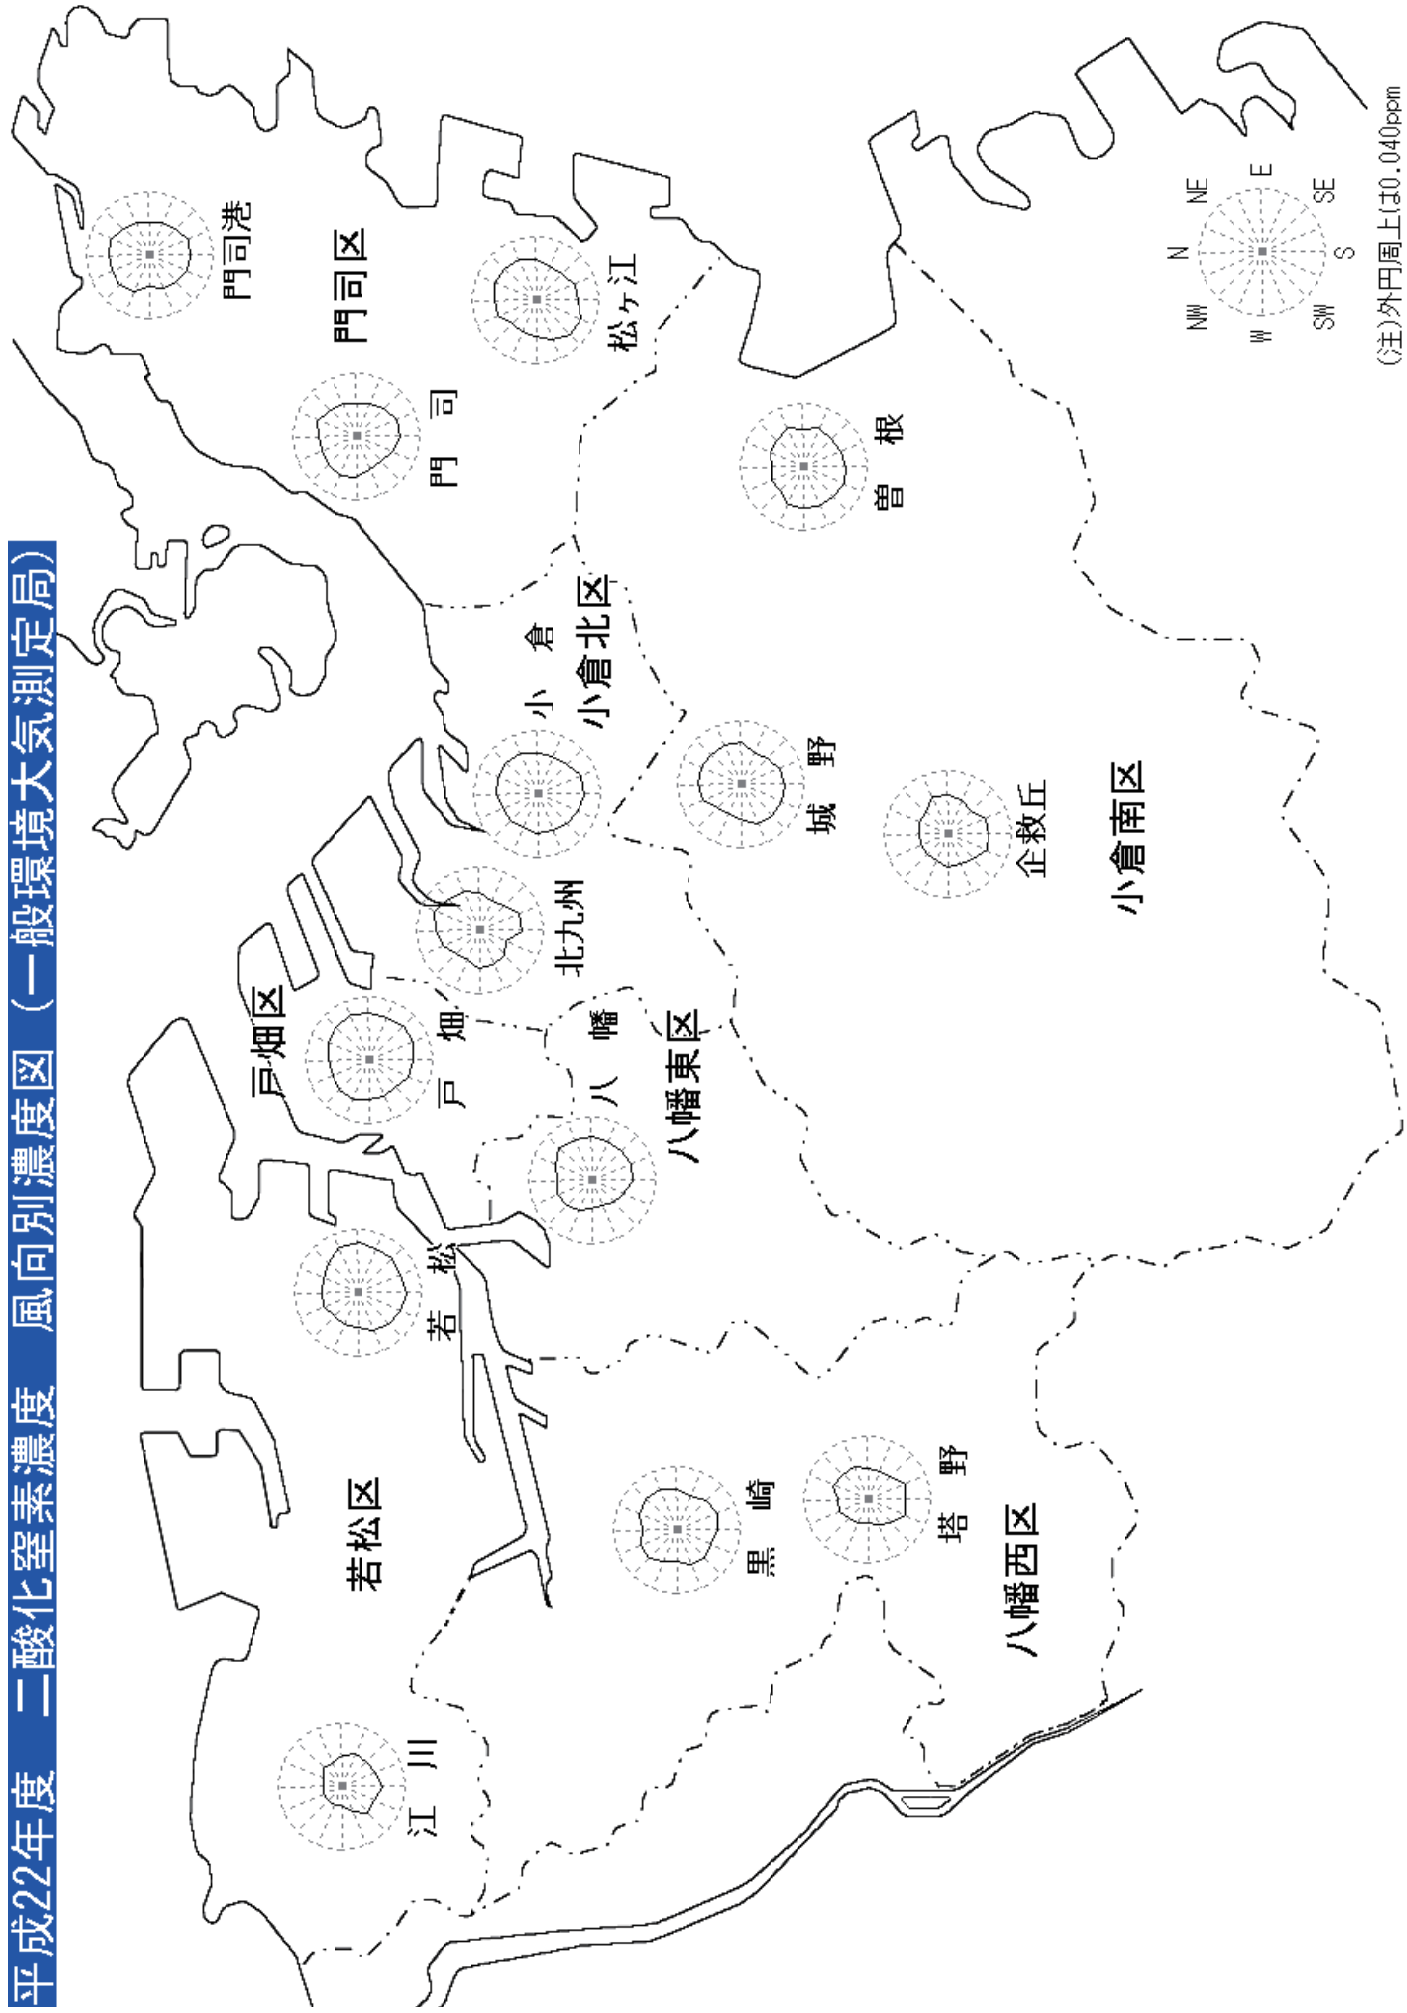 平成22年度　二酸化窒素濃度　風向別濃度図　(一般環境大気測定局)
門司港
門司区
松ヶ江
門司
曽根
小倉
小倉北区
城野
企救丘
小倉南区
北九州
戸畑区
戸畑
八幡
八幡東区
若松
若松区
黒崎
塔野
八幡西区
江川
N
NE
E
SE
S
SW
W
NW
(注)外円周上は0.040ppm